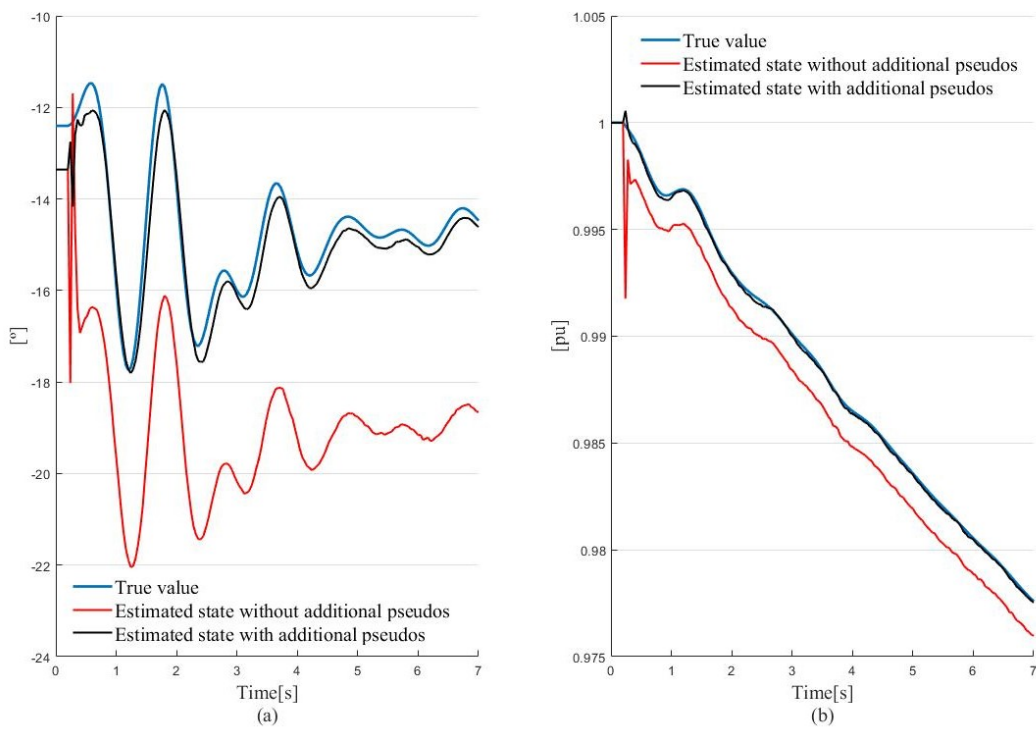 -10
-12
-14
-16
-18
-20
-22
-24
[º]
True value
Estimated state without additional pseudos
Estimated state with additional pseudos
0 1 2 3 4 5 6 7
Time[s]
(a)
1.005
1
0.995
0.99
0.985
0.98
0.975
[pu]
True value
Estimated state without additional pseudos
Estimated state with additional pseudos
0 1 2 3 4 5 6 7
Time[s]
(b)